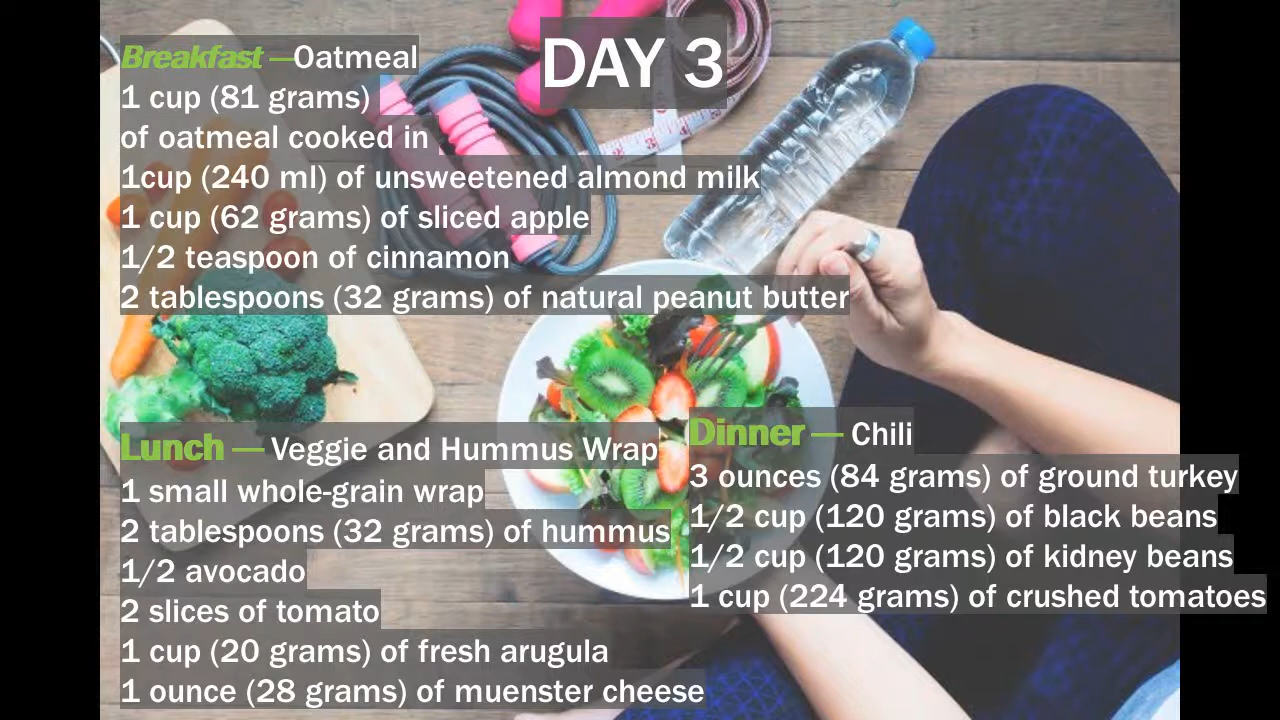 DAY 3
Breakfast —Oatmeal
1 cup (81 grams)
of oatmeal cooked in
1cup (240 ml) of unsweetened almond milk
1 cup (62 grams) of sliced apple
1/2 teaspoon of cinnamon
2 tablespoons (32 grams) of natural peanut butter
Lunch — Veggie and Hummus Wrap
1 small whole-grain wrap
2 tablespoons (32 grams) of hummus
1/2 avocado
2 slices of tomato
1 cup (20 grams) of fresh arugula
1 ounce (28 grams) of muenster cheese
Dinner — Chili
3 ounces (84 grams) of ground turkey
1/2 cup (120 grams) of black beans
1/2 cup (120 grams) of kidney beans
1 cup (224 grams) of crushed tomatoes